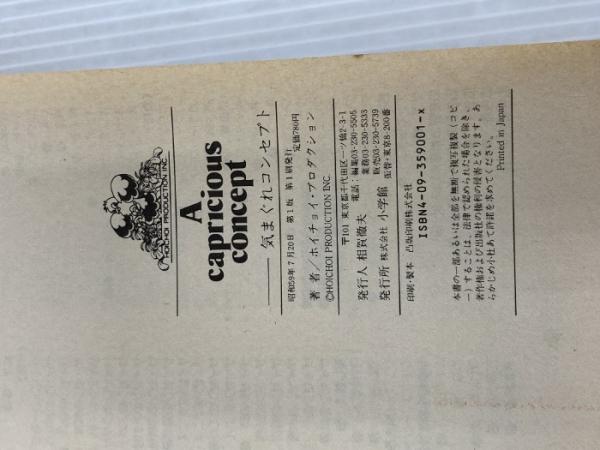 HOICHOI PRODUCTION INC.
A
capricious
concept
――気まぐれコンセプト
定価780円
昭和59年7月20日 第1版 第1刷発行
著 者/ホイチョイ・プロダクション
©HOICHOI PRODUCTION INC.
〒101 東京都千代田区一ツ橋2-3-1
電話:編集03-230-5505
業務03-230-5333
販売03-230-5739
振替・東京8-200番
発行人 相賀徹夫
発行所 株式会社 小学館
印刷・製本 凸版印刷株式会社
ISBN4-09-359001-x
本書の一部あるいは全部を無断で複写複製(コピ
ー)することは、法律で認められた場合を除き、
著作権および出版社の権利の侵害となります。あ
らかじめ小社あて許諾を求めてください。
Printed in Japan